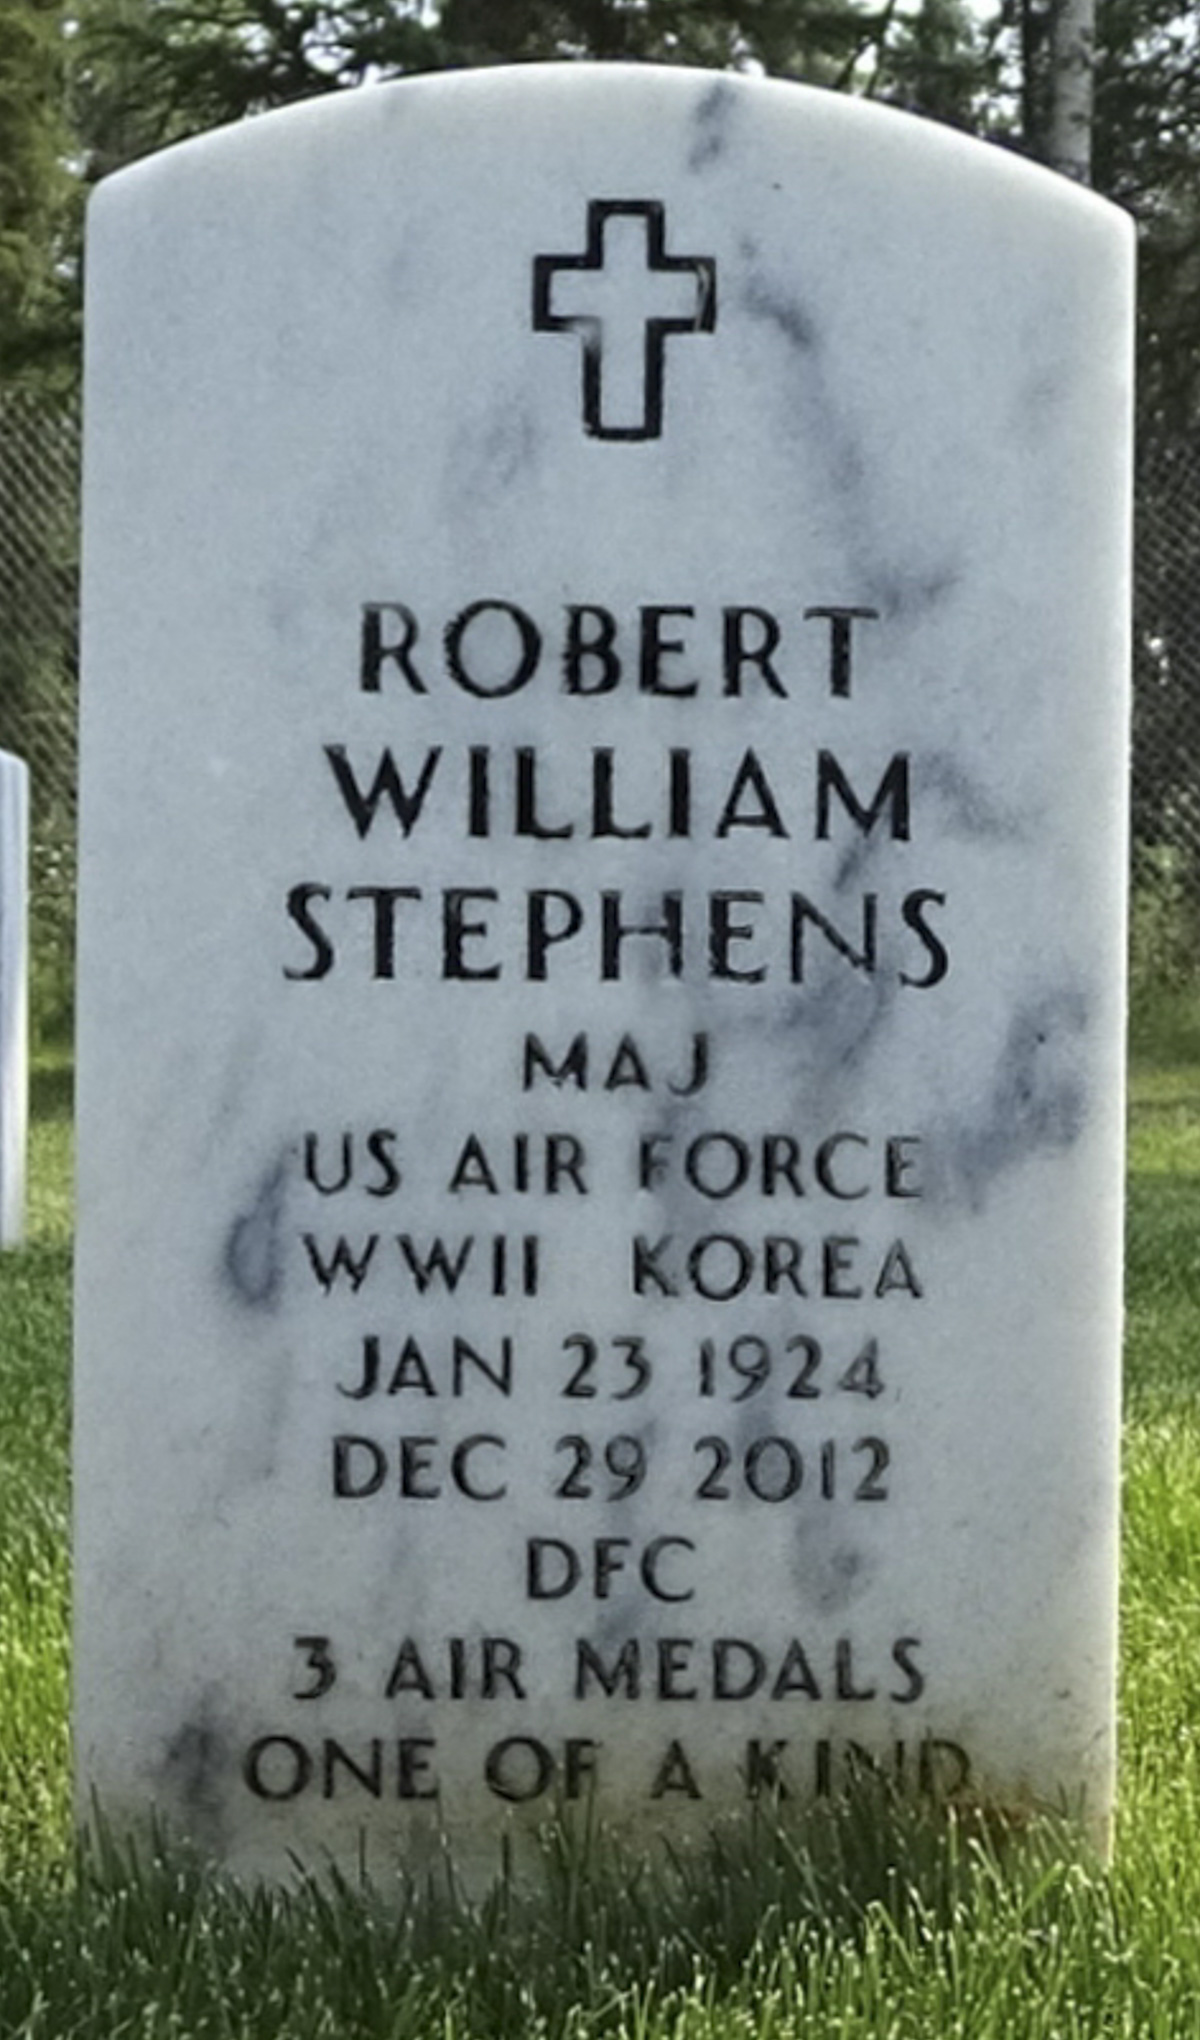 ROBERT
WILLIAM
STEPHENS
MAJ
US AIR FORCE
WWII KOREA
JAN 23 1924
DEC 29 2012
DFC
3 AIR MEDALS
ONE OF A KIND